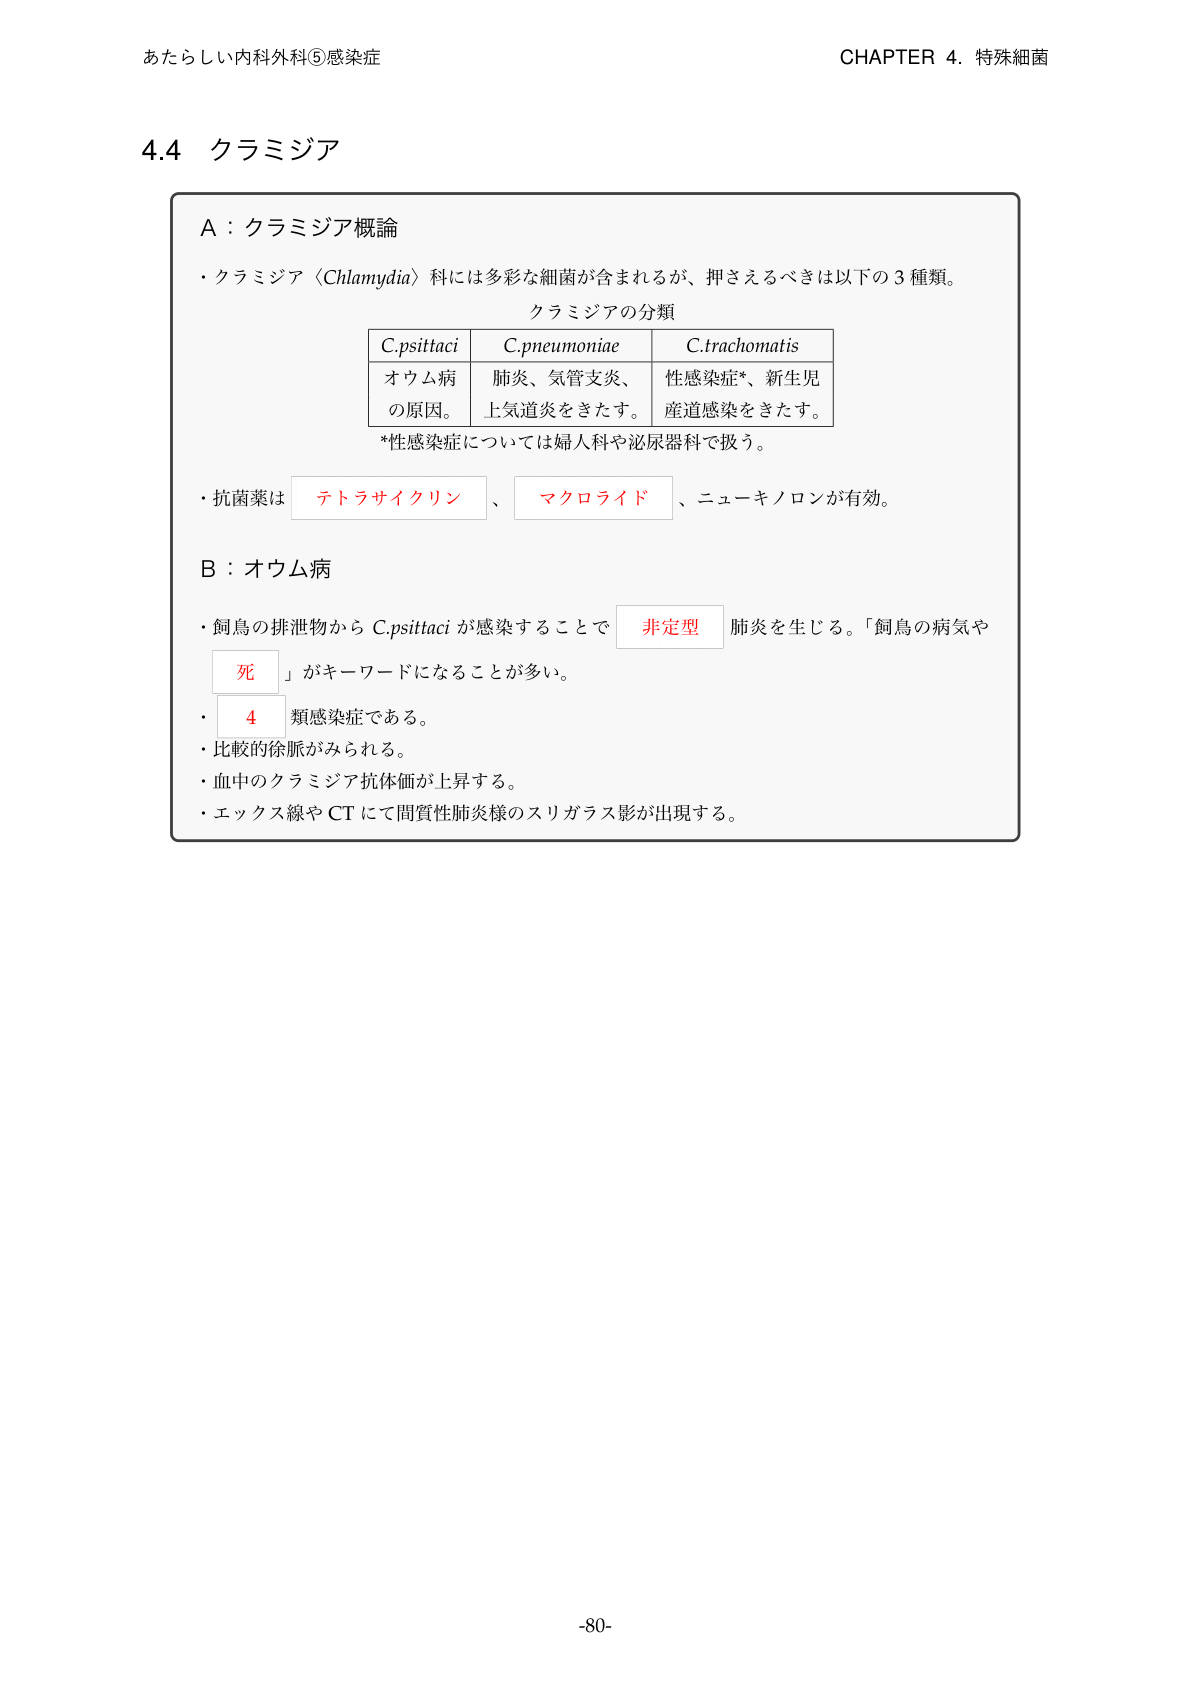 あたらしい内科外科⑤感染症 CHAPTER 4. 特殊細菌
4.4 クラミジア
A：クラミジア概論
・クラミジア〈Chlamydia〉科には多彩な細菌が含まれるが、押さえるべきは以下の 3 種類。
クラミジアの分類
C.psittaci C.pneumoniae C.trachomatis
オウム病 肺炎、気管支炎、 性感染症*、新生児
の原因。 上気道炎をきたす。 産道感染をきたす。
*性感染症については婦人科や泌尿器科で扱う。
・抗菌薬は テトラサイクリン 、 マクロライド 、ニューキノロンが有効。
B：オウム病
・飼鳥の排泄物から C.psittaci が感染することで 非定型 肺炎を生じる。「飼鳥の病気や
死 」がキーワードになることが多い。
・ 4 類感染症である。
・比較的徐脈がみられる。
・血中のクラミジア抗体価が上昇する。
・エックス線や CT にて間質性肺炎様のスリガラス影が出現する。
-80-